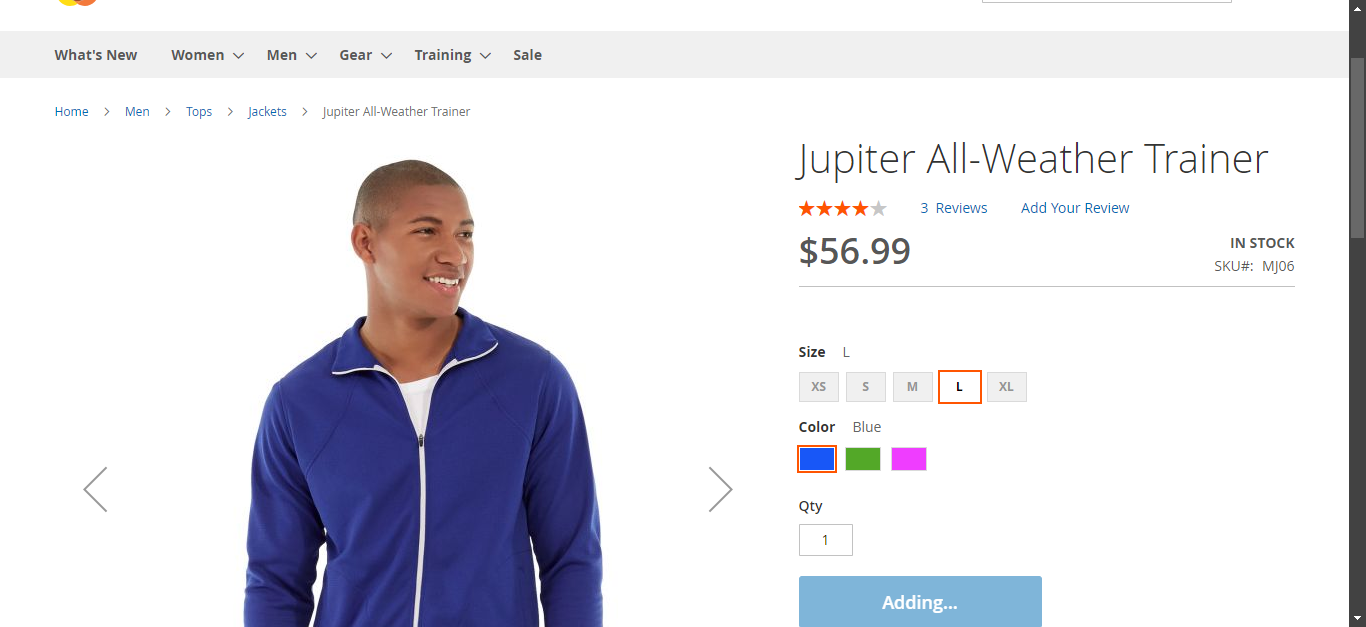 What's New Women Men Gear Training Sale
Home Men Tops Jackets Jupiter All-Weather Trainer
Jupiter All-Weather Trainer
3 Reviews Add Your Review
$56.99
IN STOCK
SKU#: MJ06
Size L
XS S M L XL
Color Blue
Qty
1
Adding...